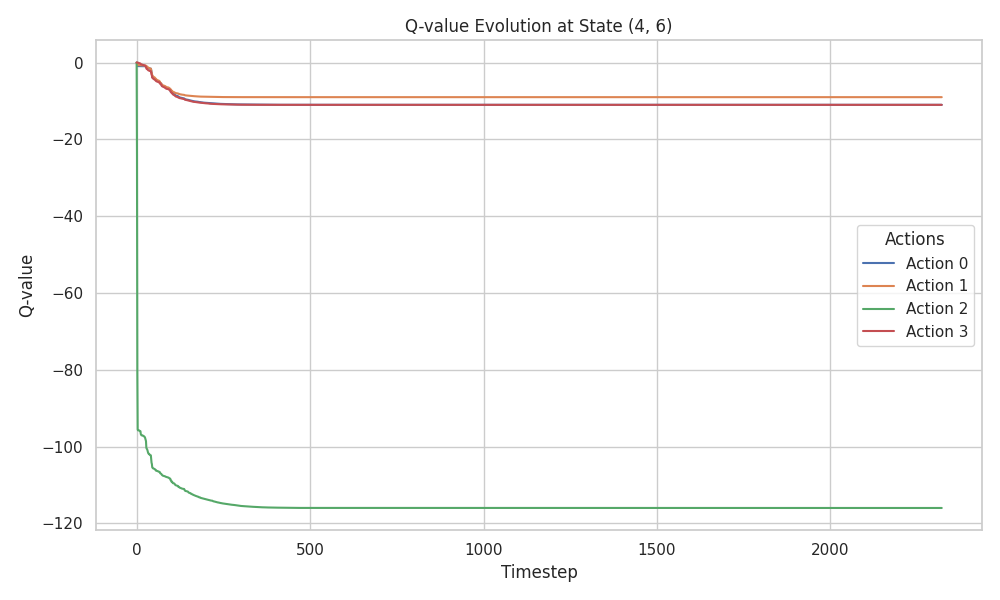 Q-value Evolution at State (4, 6)
Q-value
0
−20
−40
−60
−80
−100
−120
Actions
Action 0
Action 1
Action 2
Action 3
0
500
1000
1500
2000
Timestep